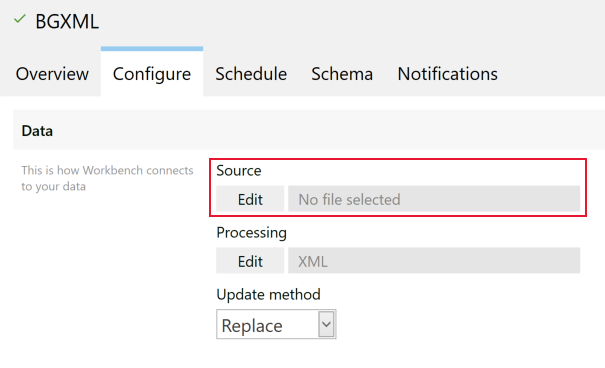 BGXML
Overview Configure Schedule Schema Notifications
Data
This is how Workbench connects
to your data
Source
Edit No file selected
Processing
Edit XML
Update method
Replace